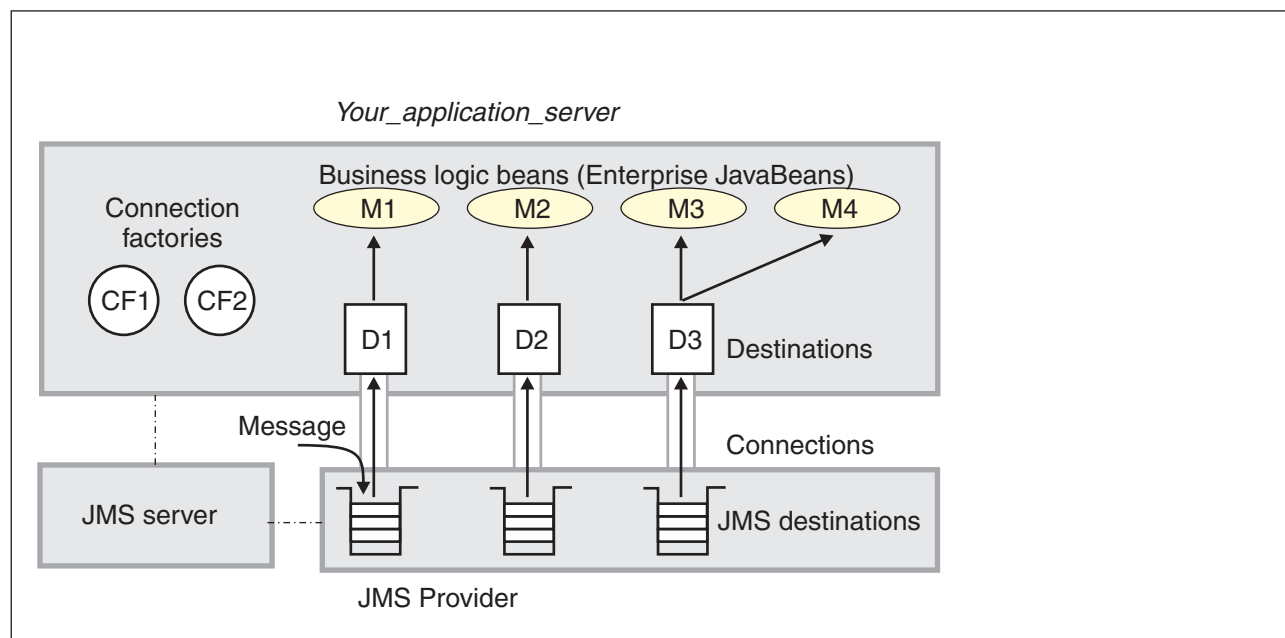 Your_application_server
Business logic beans (Enterprise JavaBeans)
M1 M2 M3 M4
Connection
factories
CF1 CF2
D1 D2 D3
Destinations
Message
Connections
JMS server
JMS destinations
JMS Provider